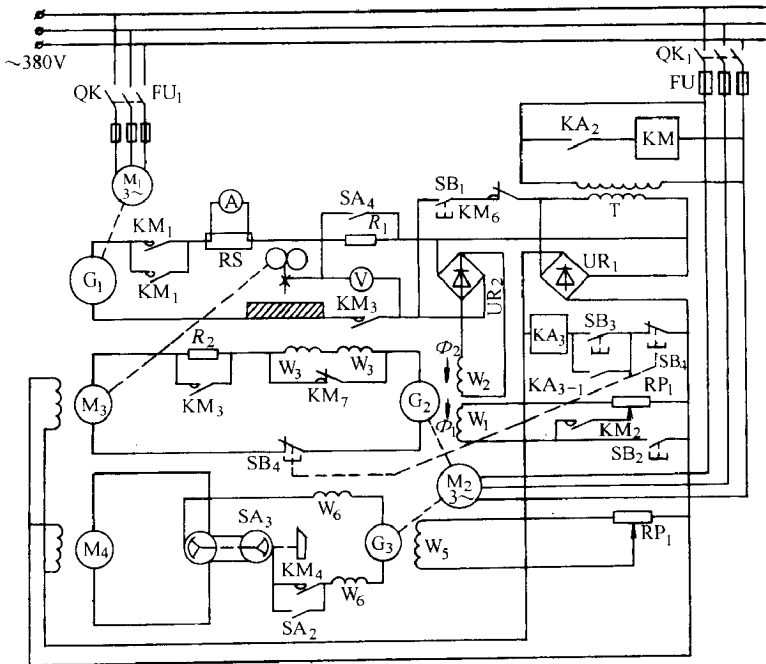 ~380V
QK
FU₁
QK₁
FU
KA₂
KM
M₁
3~
A
SA₄
SB₁
KM₁
R₁
KM₆
T
G₁
KM₁
RS
V
UR₂
UR₁
KM₃
R₂
KA₃
SB₃
SB₄
W₃
W₃
Φ₂
W₂
KA₃₋₁
RP₁
M₃
KM₃
KM₇
G₂
Φ₁
W₁
KM₂
SB₄
SB₂
M₂
3~
W₆
SA₃
M₄
G₃
W₅
RP₁
KM₄
W₆
SA₂